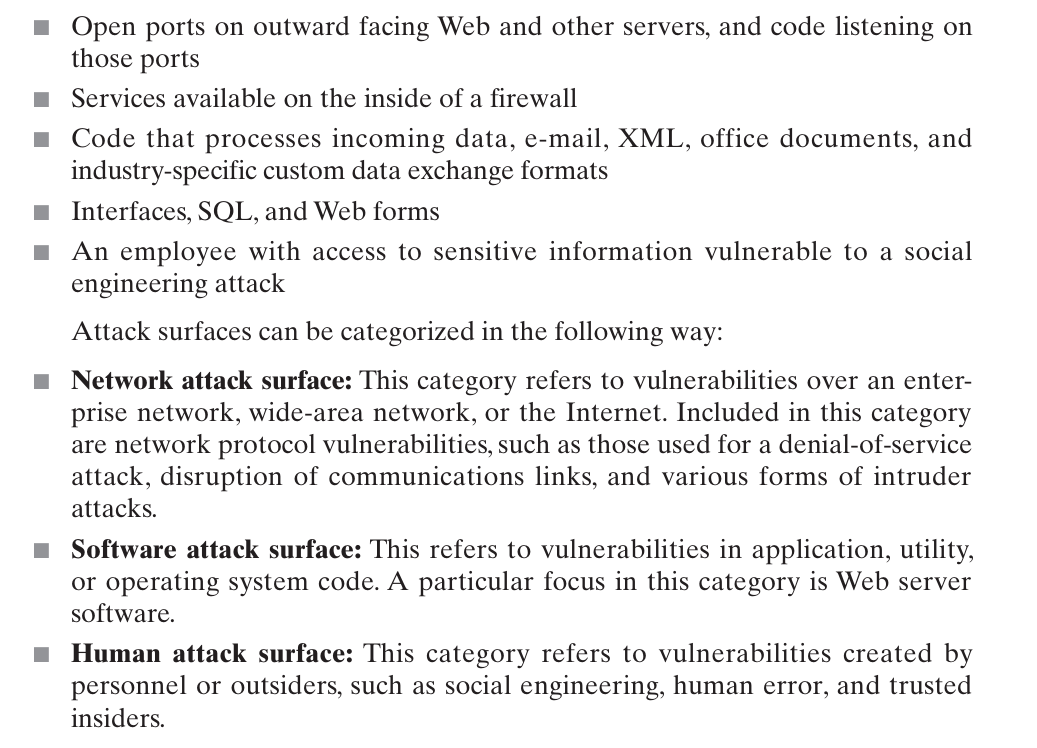 ■ Open ports on outward facing Web and other servers, and code listening on
those ports
■ Services available on the inside of a firewall
■ Code that processes incoming data, e-mail, XML, office documents, and
industry-specific custom data exchange formats
■ Interfaces, SQL, and Web forms
■ An employee with access to sensitive information vulnerable to a social
engineering attack
Attack surfaces can be categorized in the following way:
■ Network attack surface: This category refers to vulnerabilities over an enter-
prise network, wide-area network, or the Internet. Included in this category
are network protocol vulnerabilities, such as those used for a denial-of-service
attack, disruption of communications links, and various forms of intruder
attacks.
■ Software attack surface: This refers to vulnerabilities in application, utility,
or operating system code. A particular focus in this category is Web server
software.
■ Human attack surface: This category refers to vulnerabilities created by
personnel or outsiders, such as social engineering, human error, and trusted
insiders.